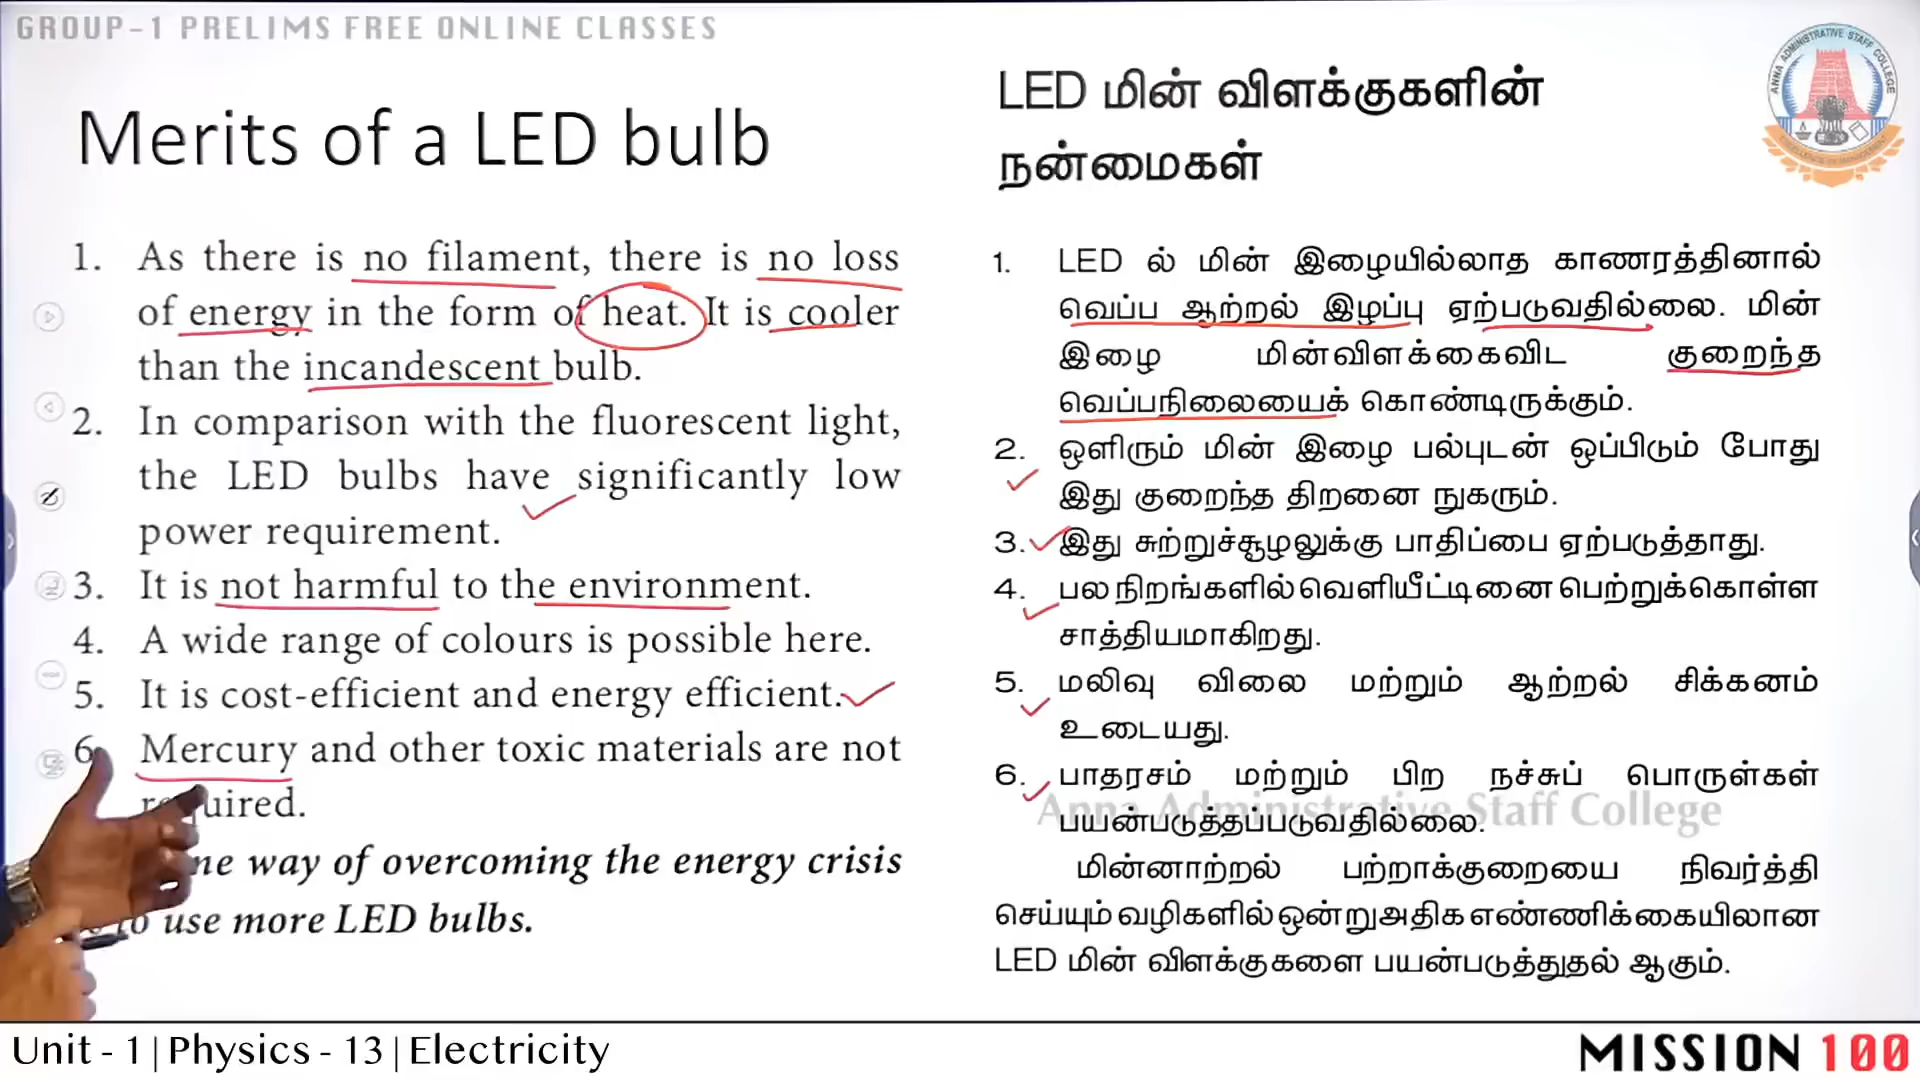 GROUP-1 PRELIMS FREE ONLINE CLASSES
Merits of a LED bulb
1. As there is no filament, there is no loss
of energy in the form of heat. It is cooler
than the incandescent bulb.
2. In comparison with the fluorescent light,
the LED bulbs have significantly low
power requirement.
3. It is not harmful to the environment.
4. A wide range of colours is possible here.
5. It is cost-efficient and energy efficient.
6. Mercury and other toxic materials are not
required.
way of overcoming the energy crisis
use more LED bulbs.
LED மின் விளக்குகளின்
நன்மைகள்
1. LED ல் மின் இழையில்லாத காணரத்தினால்
வெப்ப ஆற்றல் இழப்பு ஏற்படுவதில்லை. மின்
இழை மின்விளக்கைவிட குறைந்த
வெப்பநிலையைக் கொண்டிருக்கும்.
2. ஒளிரும் மின் இழை பல்புடன் ஒப்பிடும் போது
இது குறைந்த திறனை நுகரும்.
3. இது சுற்றுச்சூழலுக்கு பாதிப்பை ஏற்படுத்தாது.
4. பல நிறங்களில் வெளியீட்டினை பெற்றுக்கொள்ள
சாத்தியமாகிறது.
5. மலிவு விலை மற்றும் ஆற்றல் சிக்கனம்
உடையது.
6. பாதரசம் மற்றும் பிற நச்சுப் பொருள்கள்
Anna Administrative Staff College
பயன்படுத்தப்படுவதில்லை.
மின்னாற்றல் பற்றாக்குறையை நிவர்த்தி
செய்யும் வழிகளில் ஒன்று அதிக எண்ணிக்கையிலான
LED மின் விளக்குகளை பயன்படுத்துதல் ஆகும்.
ANNA ADMINISTRATIVE STAFF COLLEGE
Unit - 1 | Physics - 13 | Electricity
MISSION 100